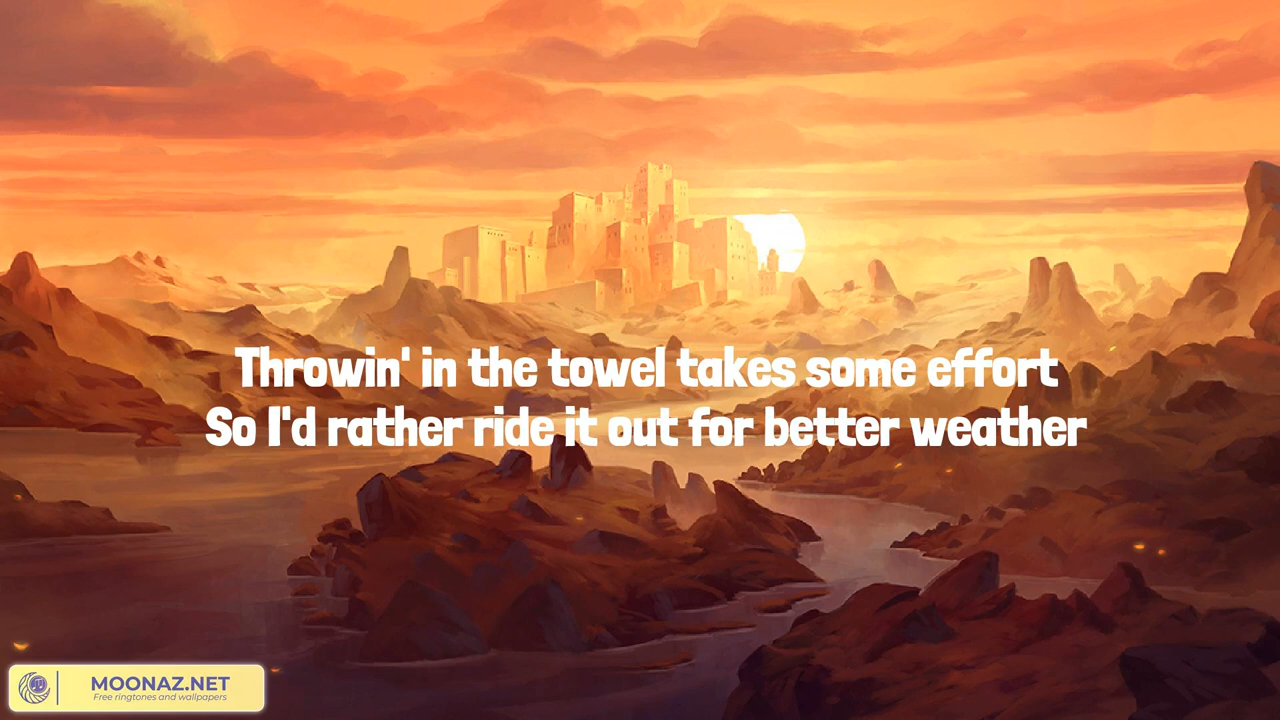 Throwin' in the towel takes some effort
So I'd rather ride it out for better weather
MOONAZ.NET
Free ringtones and wallpapers